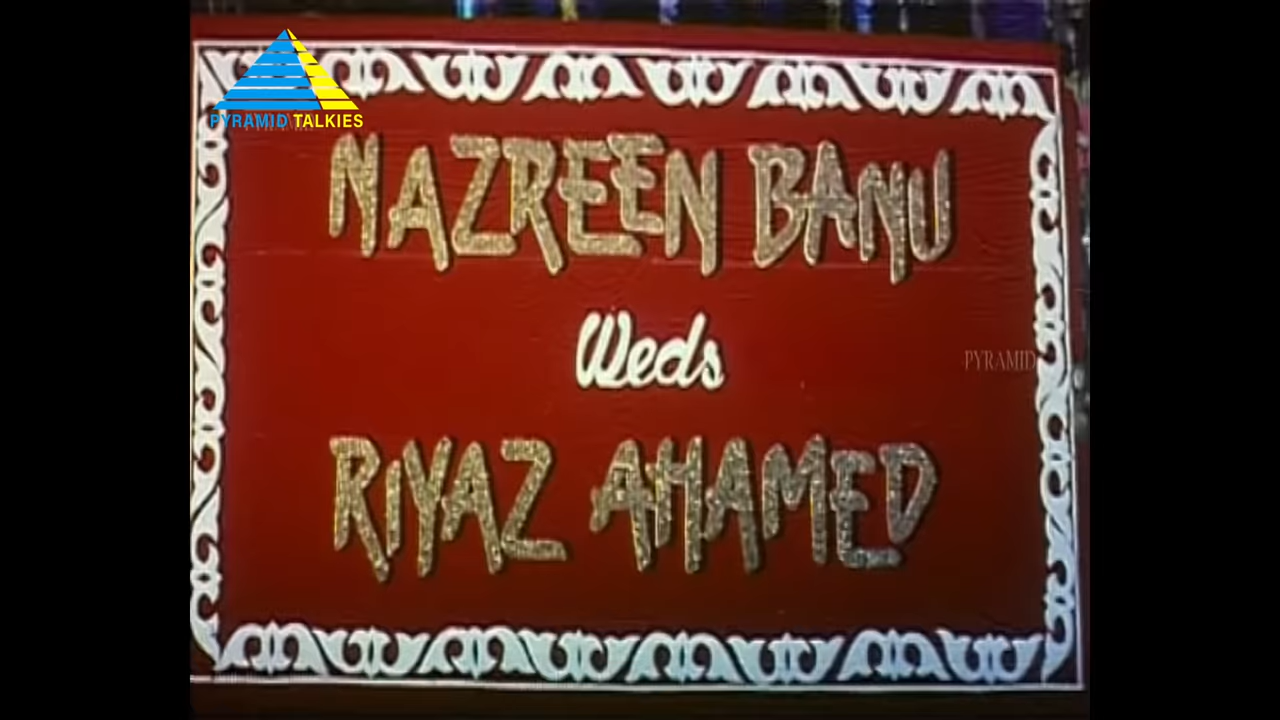 PYRAMID TALKIES
NAZREEN BANU
Weds
PYRAMID
RIYAZ AHAMED